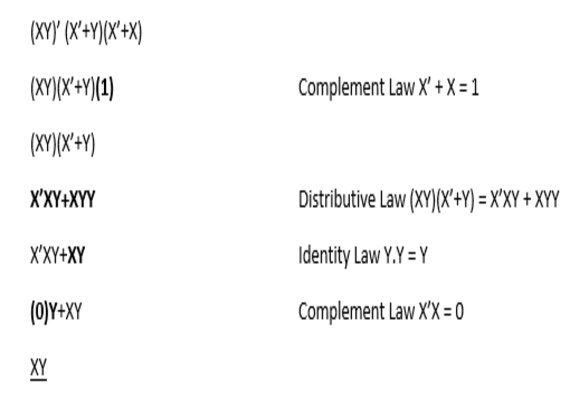 (XY)’ (X’+Y)(X’+X)
(XY)(X’+Y)(1) Complement Law X’ + X = 1
(XY)(X’+Y)
X’XY+XYY Distributive Law (XY)(X’+Y) = X’XY + XYY
X’XY+XY Identity Law Y.Y = Y
(0)Y+XY Complement Law X’X = 0
XY